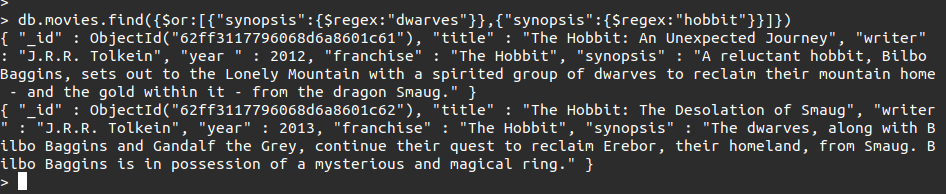 >
> db.movies.find({$or:[{"synopsis":{$regex:"dwarves"}},{"synopsis":{$regex:"hobbit"}}]})
{ "_id" : ObjectId("62ff3117796068d6a8601c61"), "title" : "The Hobbit: An Unexpected Journey", "writer"
 : "J.R.R. Tolkein", "year " : 2012, "franchise" : "The Hobbit", "synopsis" : "A reluctant hobbit, Bilbo
Baggins, sets out to the Lonely Mountain with a spirited group of dwarves to reclaim their mountain home
 - and the gold within it - from the dragon Smaug." }
{ "_id" : ObjectId("62ff3117796068d6a8601c62"), "title" : "The Hobbit: The Desolation of Smaug", "writer
" : "J.R.R. Tolkein", "year" : 2013, "franchise" : "The Hobbit", "synopsis" : "The dwarves, along with B
ilbo Baggins and Gandalf the Grey, continue their quest to reclaim Erebor, their homeland, from Smaug. B
ilbo Baggins is in possession of a mysterious and magical ring." }
>